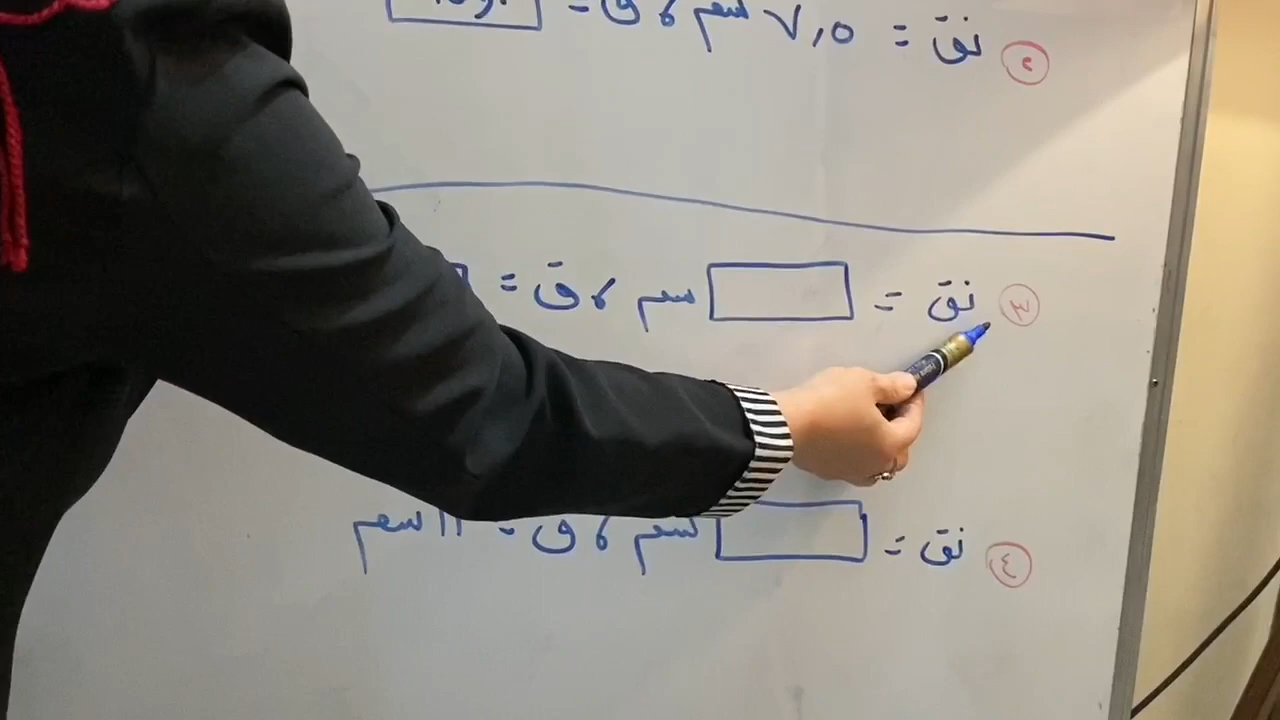 ٢ نق = ٧,٥ سم ، ق =
٣ نق = سم ، ق =
٤ نق = سم ، ق = ١١ سم